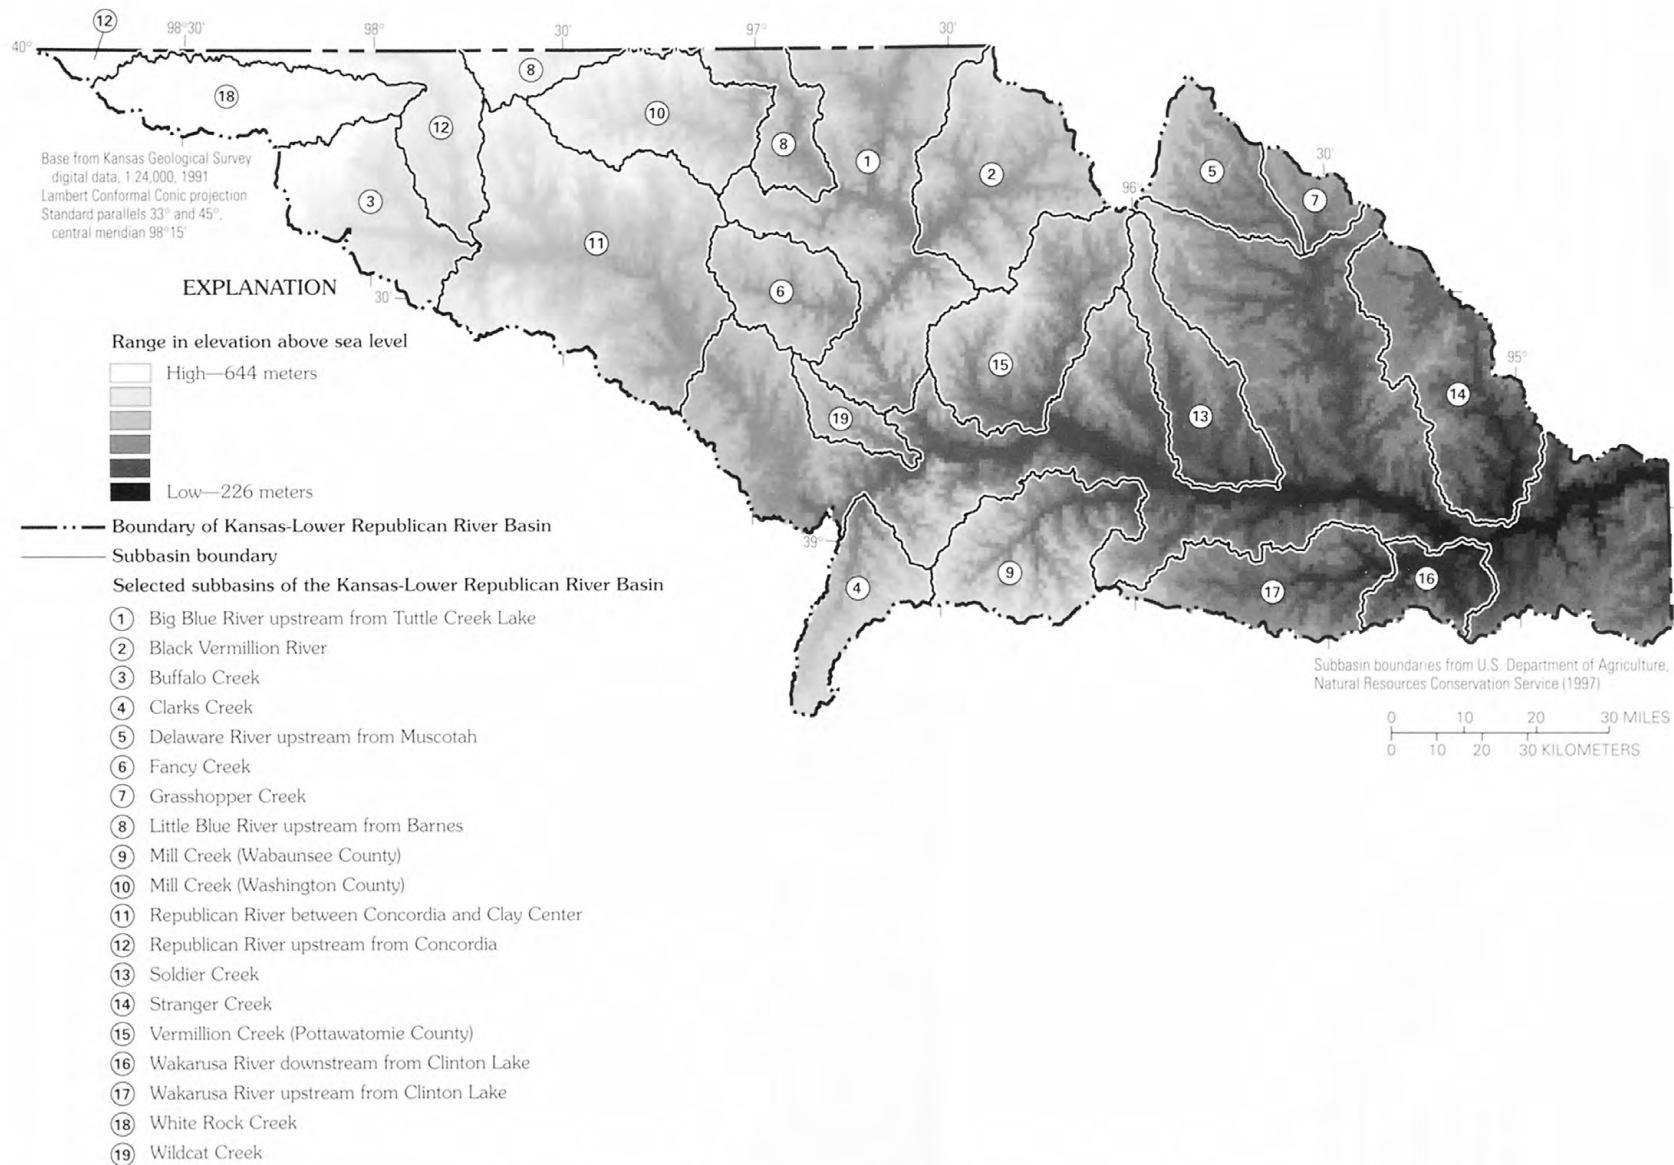 12
98°30'
98°
30'
97°
30'
40°
8
18
10
12
8
1
2
5
30'
7
96°
Base from Kansas Geological Survey
digital data, 1:24,000, 1991
Lambert Conformal Conic projection
Standard parallels 33° and 45°,
central meridian 98°15'
3
11
6
30'
15
95°
14
13
19
39°
9
4
17
16
EXPLANATION
Range in elevation above sea level
High—644 meters
Low—226 meters
Boundary of Kansas-Lower Republican River Basin
Subbasin boundary
Selected subbasins of the Kansas-Lower Republican River Basin
1 Big Blue River upstream from Tuttle Creek Lake
2 Black Vermillion River
3 Buffalo Creek
4 Clarks Creek
5 Delaware River upstream from Muscotah
6 Fancy Creek
7 Grasshopper Creek
8 Little Blue River upstream from Barnes
9 Mill Creek (Wabaunsee County)
10 Mill Creek (Washington County)
11 Republican River between Concordia and Clay Center
12 Republican River upstream from Concordia
13 Soldier Creek
14 Stranger Creek
15 Vermillion Creek (Pottawatomie County)
16 Wakarusa River downstream from Clinton Lake
17 Wakarusa River upstream from Clinton Lake
18 White Rock Creek
19 Wildcat Creek
Subbasin boundaries from U.S. Department of Agriculture,
Natural Resources Conservation Service (1997)
0 10 20 30 MILES
0 10 20 30 KILOMETERS